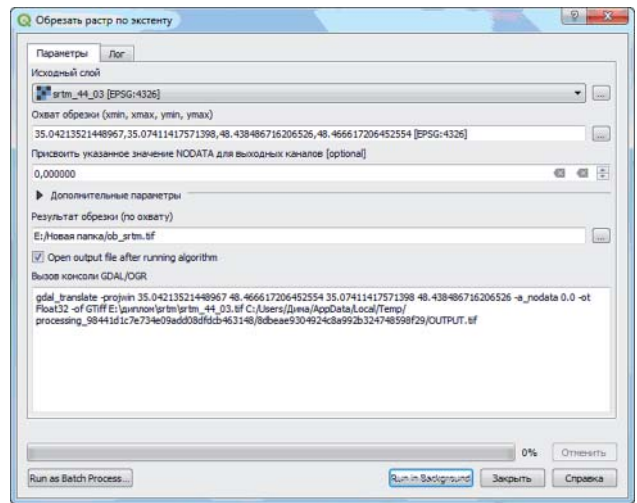 Обрезать растр по экстенту
Параметры
Лог
Исходный слой
srtm_44_03 [EPSG:4326]
...
Охват обрезки (xmin, xmax, ymin, ymax)
35.04213521448967,35.07411417571398,48.438486716206526,48.466617206452554 [EPSG:4326]
...
Присвоить указанное значение NODATA для выходных каналов [optional]
0,000000
Дополнительные параметры
Результат обрезки (по охвату)
E:/Новая папка/ob_srtm.tif
...
Open output file after running algorithm
Вызов консоли GDAL/OGR
gdal_translate -projwin 35.04213521448967 48.466617206452554 35.07411417571398 48.438486716206526 -a_nodata 0.0 -ot
Float32 -of GTiff E:\диплом\srtm\srtm_44_03.tif C:/Users/Дина/AppData/Local/Temp/
processing_98441d1c7e734e09add08dfdcb463148/8dbeae9304924c8a992b324748598f29/OUTPUT.tif
0%
Отменить
Run as Batch Process...
Run in Background
Закрыть
Справка